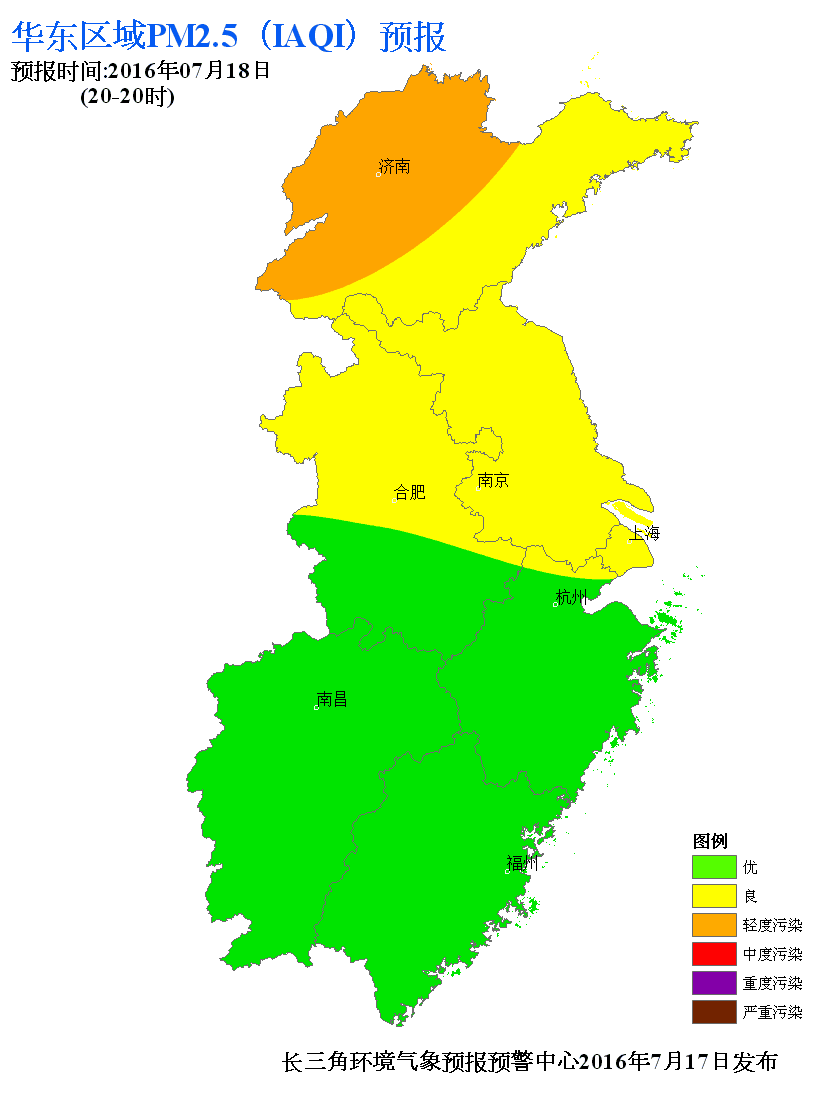 华东区域PM2.5（IAQI）预报
预报时间:2016年07月18日
(20-20时)
济南
合肥
南京
上海
杭州
南昌
福州
图例
优
良
轻度污染
中度污染
重度污染
严重污染
长三角环境气象预报预警中心2016年7月17日发布